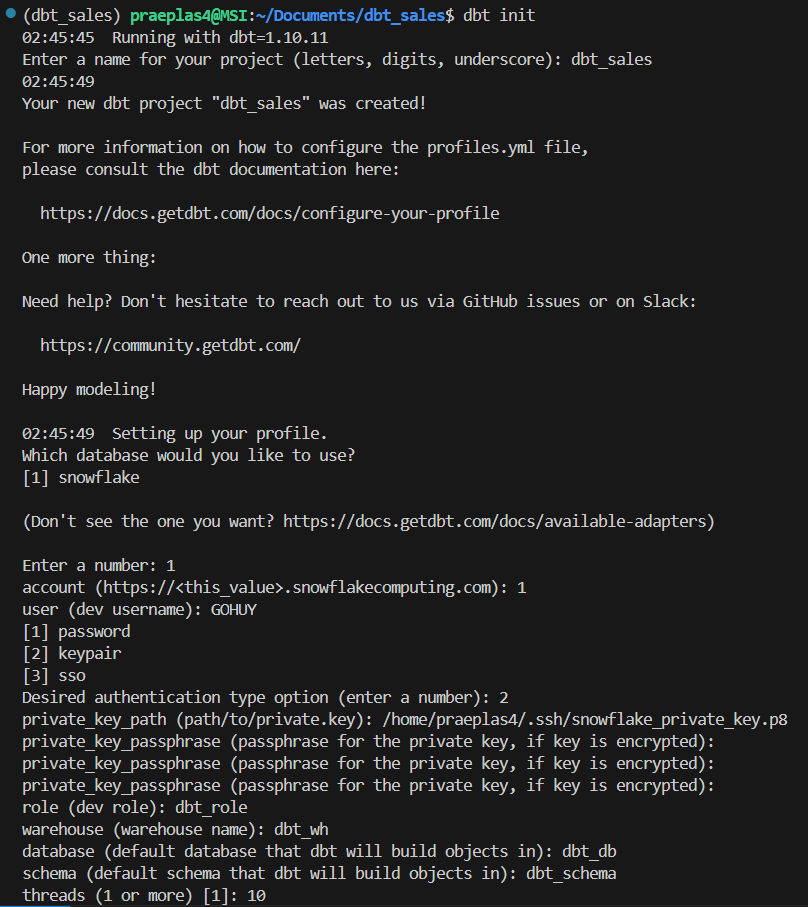 (dbt_sales) praeplas4@MSI:~/Documents/dbt_sales$ dbt init
02:45:45  Running with dbt=1.10.11
Enter a name for your project (letters, digits, underscore): dbt_sales
02:45:49
Your new dbt project "dbt_sales" was created!
For more information on how to configure the profiles.yml file,
please consult the dbt documentation here:
https://docs.getdbt.com/docs/configure-your-profile
One more thing:
Need help? Don't hesitate to reach out to us via GitHub issues or on Slack:
https://community.getdbt.com/
Happy modeling!
02:45:49  Setting up your profile.
Which database would you like to use?
[1] snowflake
(Don't see the one you want? https://docs.getdbt.com/docs/available-adapters)
Enter a number: 1
account (https://<this_value>.snowflakecomputing.com): 1
user (dev username): GOHUY
[1] password
[2] keypair
[3] sso
Desired authentication type option (enter a number): 2
private_key_path (path/to/private.key): /home/praeplas4/.ssh/snowflake_private_key.p8
private_key_passphrase (passphrase for the private key, if key is encrypted):
private_key_passphrase (passphrase for the private key, if key is encrypted):
private_key_passphrase (passphrase for the private key, if key is encrypted):
role (dev role): dbt_role
warehouse (warehouse name): dbt_wh
database (default database that dbt will build objects in): dbt_db
schema (default schema that dbt will build objects in): dbt_schema
threads (1 or more) [1]: 10